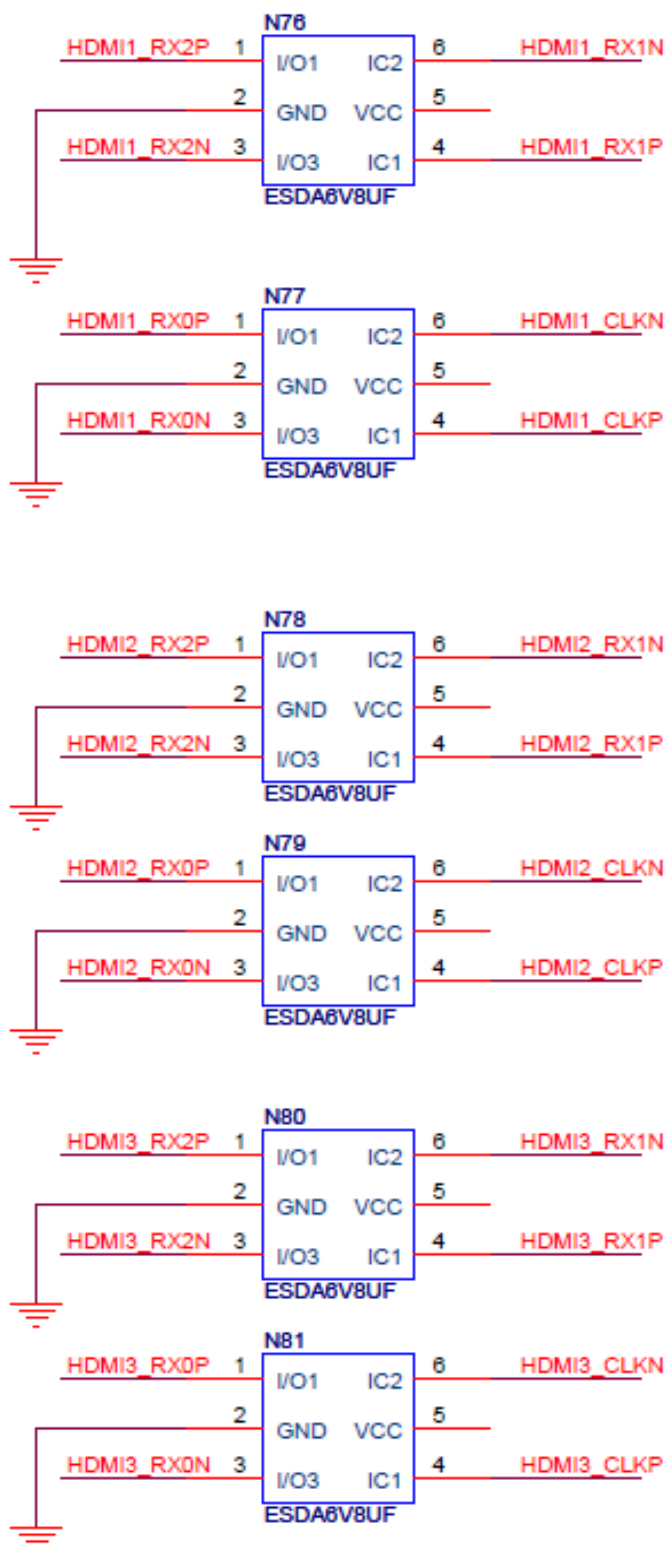 N76
HDMI1_RX2P 1 I/O1 IC2 6 HDMI1_RX1N
2 GND VCC 5
HDMI1_RX2N 3 I/O3 IC1 4 HDMI1_RX1P
ESDA6V8UF
N77
HDMI1_RX0P 1 I/O1 IC2 6 HDMI1_CLKN
2 GND VCC 5
HDMI1_RX0N 3 I/O3 IC1 4 HDMI1_CLKP
ESDA6V8UF
N78
HDMI2_RX2P 1 I/O1 IC2 6 HDMI2_RX1N
2 GND VCC 5
HDMI2_RX2N 3 I/O3 IC1 4 HDMI2_RX1P
ESDA6V8UF
N79
HDMI2_RX0P 1 I/O1 IC2 6 HDMI2_CLKN
2 GND VCC 5
HDMI2_RX0N 3 I/O3 IC1 4 HDMI2_CLKP
ESDA6V8UF
N80
HDMI3_RX2P 1 I/O1 IC2 6 HDMI3_RX1N
2 GND VCC 5
HDMI3_RX2N 3 I/O3 IC1 4 HDMI3_RX1P
ESDA6V8UF
N81
HDMI3_RX0P 1 I/O1 IC2 6 HDMI3_CLKN
2 GND VCC 5
HDMI3_RX0N 3 I/O3 IC1 4 HDMI3_CLKP
ESDA6V8UF